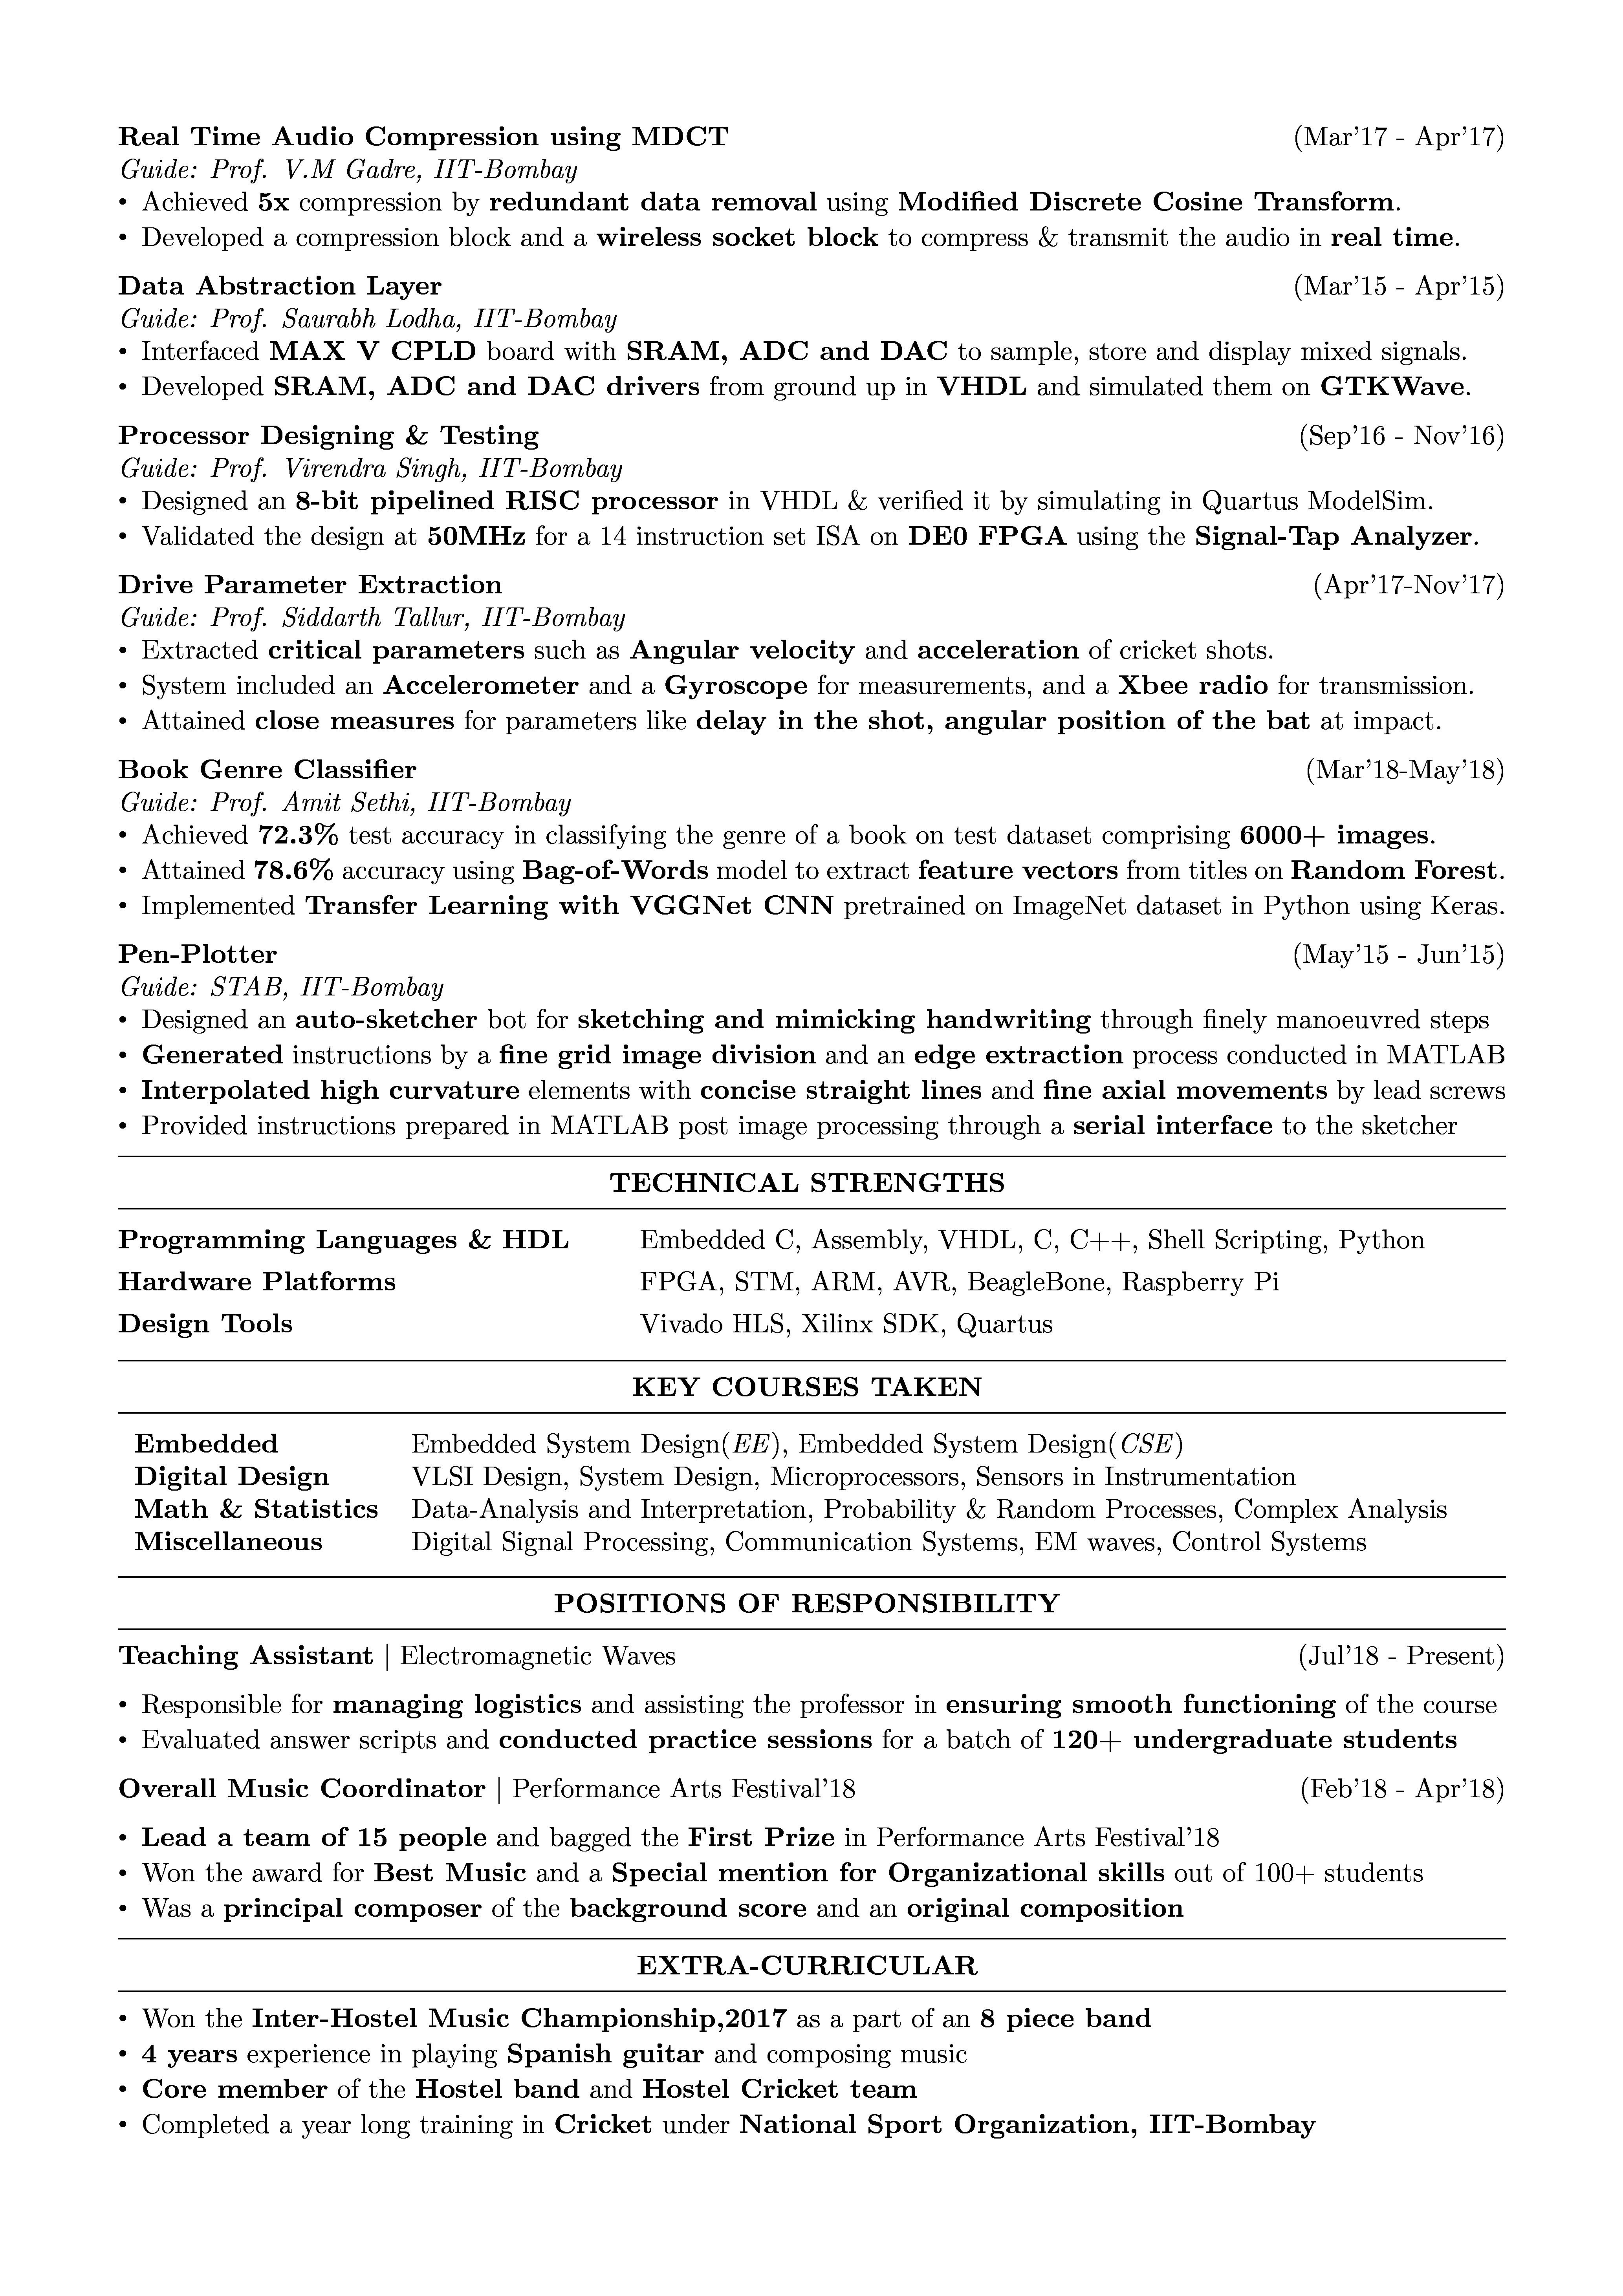 Real Time Audio Compression using MDCT (Mar'17 - Apr'17)
Guide: Prof. V.M Gadre, IIT-Bombay
• Achieved 5x compression by redundant data removal using Modified Discrete Cosine Transform.
• Developed a compression block and a wireless socket block to compress & transmit the audio in real time.
Data Abstraction Layer (Mar'15 - Apr'15)
Guide: Prof. Saurabh Lodha, IIT-Bombay
• Interfaced MAX V CPLD board with SRAM, ADC and DAC to sample, store and display mixed signals.
• Developed SRAM, ADC and DAC drivers from ground up in VHDL and simulated them on GTKWave.
Processor Designing & Testing (Sep'16 - Nov'16)
Guide: Prof. Virendra Singh, IIT-Bombay
• Designed an 8-bit pipelined RISC processor in VHDL & verified it by simulating in Quartus ModelSim.
• Validated the design at 50MHz for a 14 instruction set ISA on DE0 FPGA using the Signal-Tap Analyzer.
Drive Parameter Extraction (Apr'17-Nov'17)
Guide: Prof. Siddarth Tallur, IIT-Bombay
• Extracted critical parameters such as Angular velocity and acceleration of cricket shots.
• System included an Accelerometer and a Gyroscope for measurements, and a Xbee radio for transmission.
• Attained close measures for parameters like delay in the shot, angular position of the bat at impact.
Book Genre Classifier (Mar'18-May'18)
Guide: Prof. Amit Sethi, IIT-Bombay
• Achieved 72.3% test accuracy in classifying the genre of a book on test dataset comprising 6000+ images.
• Attained 78.6% accuracy using Bag-of-Words model to extract feature vectors from titles on Random Forest.
• Implemented Transfer Learning with VGGNet CNN pretrained on ImageNet dataset in Python using Keras.
Pen-Plotter (May'15 - Jun'15)
Guide: STAB, IIT-Bombay
• Designed an auto-sketcher bot for sketching and mimicking handwriting through finely manoeuvred steps
• Generated instructions by a fine grid image division and an edge extraction process conducted in MATLAB
• Interpolated high curvature elements with concise straight lines and fine axial movements by lead screws
• Provided instructions prepared in MATLAB post image processing through a serial interface to the sketcher
TECHNICAL STRENGTHS
Programming Languages & HDL Embedded C, Assembly, VHDL, C, C++, Shell Scripting, Python
Hardware Platforms FPGA, STM, ARM, AVR, BeagleBone, Raspberry Pi
Design Tools Vivado HLS, Xilinx SDK, Quartus
KEY COURSES TAKEN
Embedded Embedded System Design(EE), Embedded System Design(CSE)
Digital Design VLSI Design, System Design, Microprocessors, Sensors in Instrumentation
Math & Statistics Data-Analysis and Interpretation, Probability & Random Processes, Complex Analysis
Miscellaneous Digital Signal Processing, Communication Systems, EM waves, Control Systems
POSITIONS OF RESPONSIBILITY
Teaching Assistant | Electromagnetic Waves (Jul'18 - Present)
• Responsible for managing logistics and assisting the professor in ensuring smooth functioning of the course
• Evaluated answer scripts and conducted practice sessions for a batch of 120+ undergraduate students
Overall Music Coordinator | Performance Arts Festival'18 (Feb'18 - Apr'18)
• Lead a team of 15 people and bagged the First Prize in Performance Arts Festival'18
• Won the award for Best Music and a Special mention for Organizational skills out of 100+ students
• Was a principal composer of the background score and an original composition
EXTRA-CURRICULAR
• Won the Inter-Hostel Music Championship,2017 as a part of an 8 piece band
• 4 years experience in playing Spanish guitar and composing music
• Core member of the Hostel band and Hostel Cricket team
• Completed a year long training in Cricket under National Sport Organization, IIT-Bombay